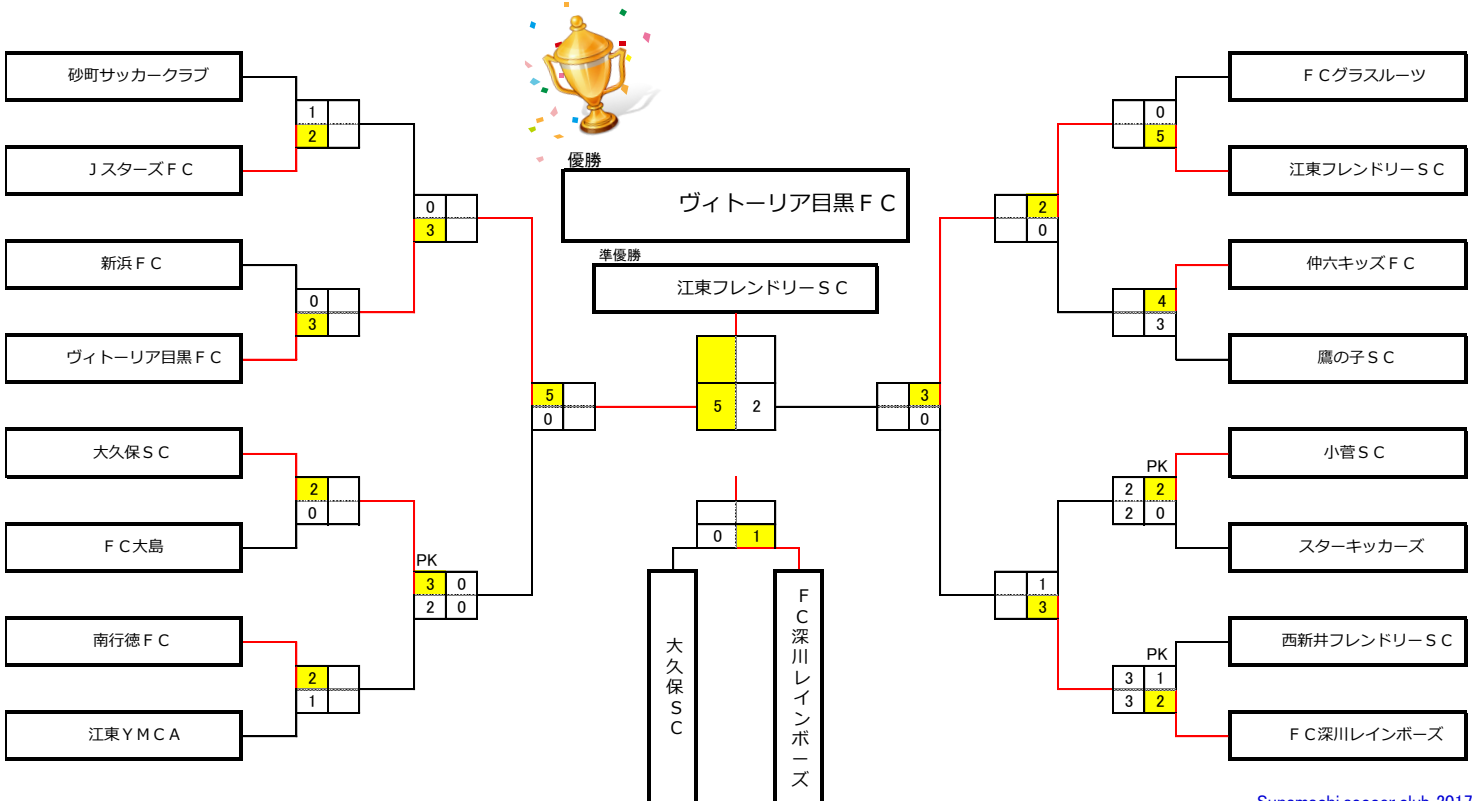 優勝
ヴィトーリア目黒ＦＣ
準優勝
江東フレンドリーＳＣ
5 2
砂町サッカークラブ
1
2
ＪスターズＦＣ
0
3
新浜ＦＣ
0
3
ヴィトーリア目黒ＦＣ
5
0
大久保ＳＣ
2
0
ＦＣ大島
PK
3 0
2 0
南行徳ＦＣ
2
1
江東ＹＭＣＡ
ＦＣグラスルーツ
0
5
江東フレンドリーＳＣ
2
0
仲六キッズＦＣ
4
3
鷹の子ＳＣ
3
0
小菅ＳＣ
PK
2 2
2 0
スターキッカーズ
1
3
西新井フレンドリーＳＣ
PK
3 1
3 2
ＦＣ深川レインボーズ
0 1
大久保ＳＣ
ＦＣ深川レインボーズ